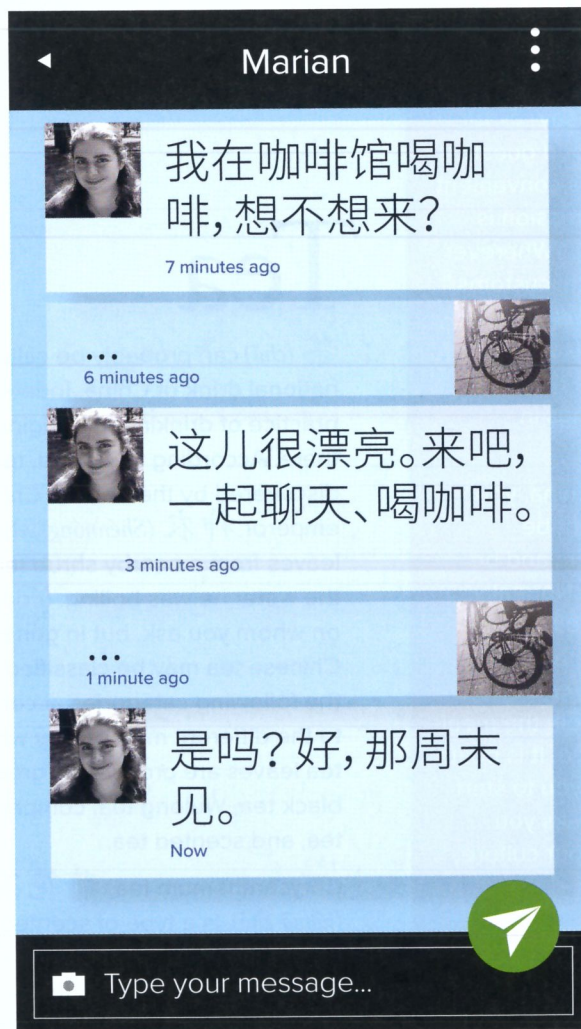 Marian
我在咖啡馆喝咖
啡，想不想来？
7 minutes ago
...
6 minutes ago
这儿很漂亮。来吧，
一起聊天、喝咖啡。
3 minutes ago
...
1 minute ago
是吗？好，那周末
见。
Now
Type your message...